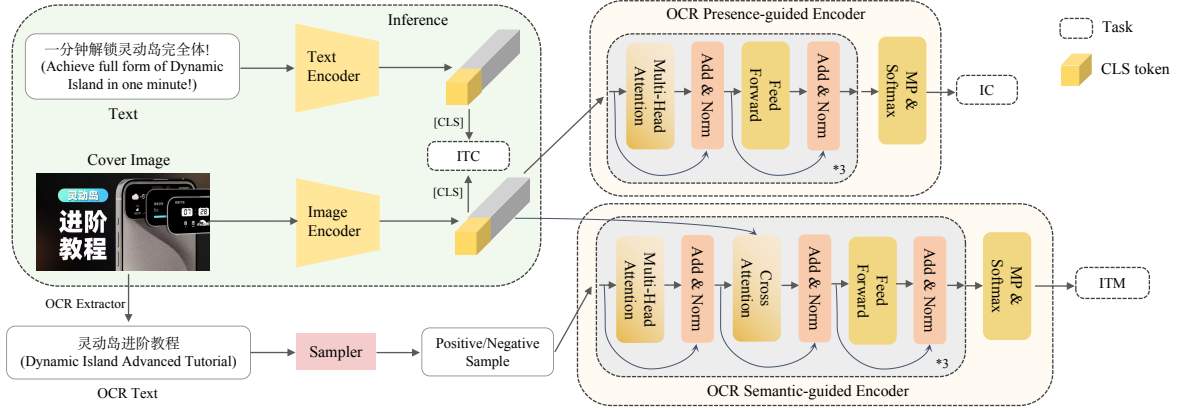 Inference
一分钟解锁灵动岛完全体!
(Achieve full form of Dynamic
Island in one minute!)
Text
Text
Encoder
[CLS]
ITC
[CLS]
Cover Image
灵动岛
进阶
教程
Image
Encoder
OCR Extractor
灵动岛进阶教程
(Dynamic Island Advanced Tutorial)
OCR Text
Sampler
Positive/Negative
Sample
OCR Presence-guided Encoder
Multi-Head
Attention
Add & Norm
Feed
Forward
Add & Norm
*3
MP &
Softmax
IC
Task
CLS token
Multi-Head
Attention
Add & Norm
Cross
Attention
Add & Norm
Feed
Forward
Add & Norm
*3
MP &
Softmax
ITM
OCR Semantic-guided Encoder